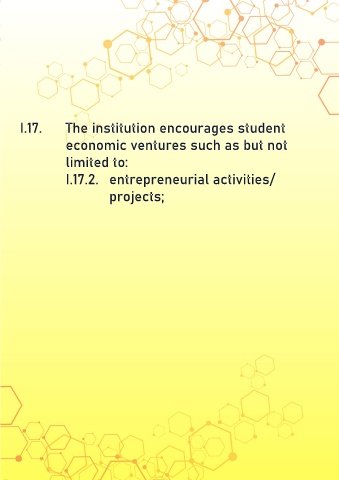 I.17. The institution encourages student
economic ventures such as but not
limited to:
I.17.2. entrepreneurial activities/
projects;